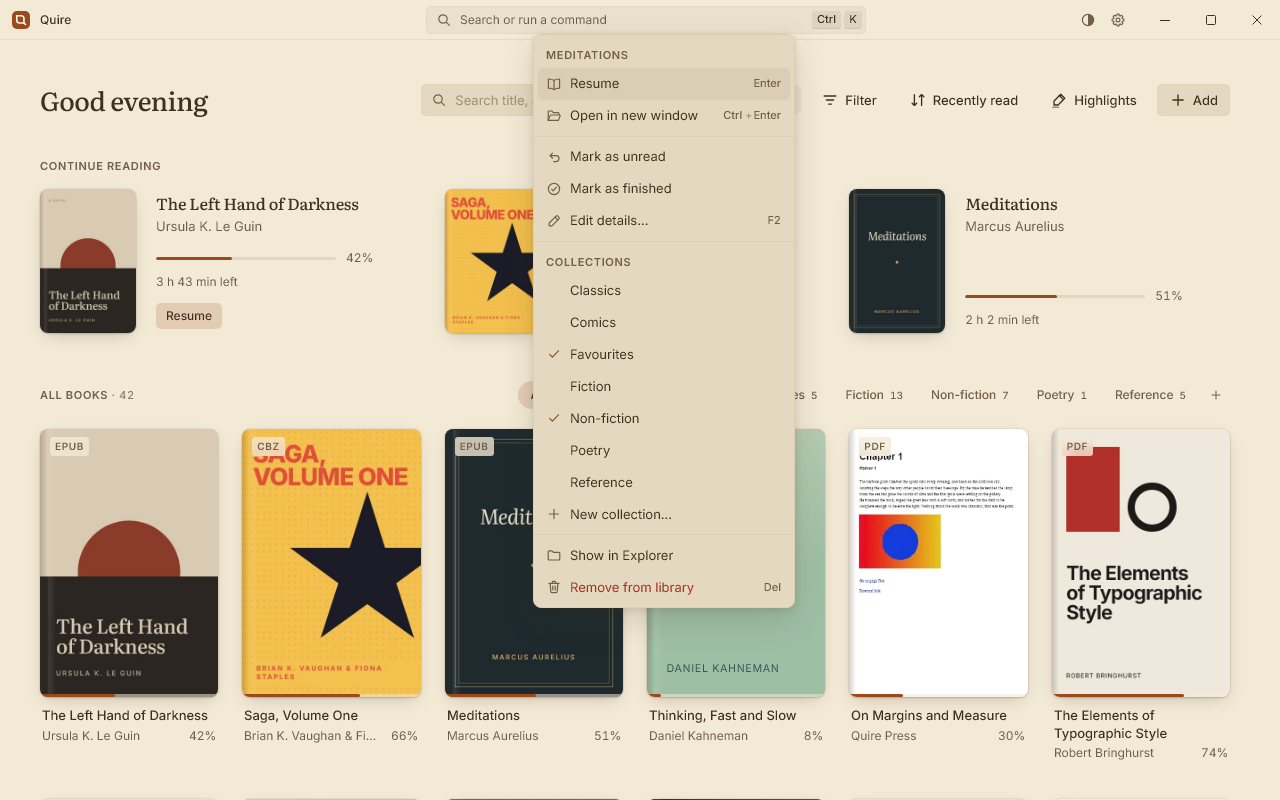 Quire
Search or run a command
Ctrl K
Good evening
Search title,
Filter
Recently read
Highlights
Add
MEDITATIONS
Resume Enter
Open in new window Ctrl + Enter
Mark as unread
Mark as finished
Edit details... F2
COLLECTIONS
Classics
Comics
Favourites
Fiction
Non-fiction
Poetry
Reference
New collection...
Show in Explorer
Remove from library Del
CONTINUE READING
The Left Hand
of Darkness
URSULA K. LE GUIN
The Left Hand of Darkness
Ursula K. Le Guin
42%
3 h 43 min left
Resume
SAGA,
VOLUME ONE
BRIAN K. VAUGHAN & FIONA
STAPLES
Meditations
MARCUS AURELIUS
Meditations
Marcus Aurelius
51%
2 h 2 min left
ALL BOOKS · 42
5
Fiction 13
Non-fiction 7
Poetry 1
Reference 5
EPUB
The Left Hand
of Darkness
URSULA K. LE GUIN
The Left Hand of Darkness
Ursula K. Le Guin 42%
CBZ
SAGA,
VOLUME ONE
BRIAN K. VAUGHAN & FIONA
STAPLES
Saga, Volume One
Brian K. Vaughan & Fi... 66%
EPUB
MARCUS AURELIUS
Meditations
Marcus Aurelius 51%
DANIEL KAHNEMAN
Thinking, Fast and Slow
Daniel Kahneman 8%
PDF
Chapter 1
On Margins and Measure
Quire Press 30%
PDF
The Elements
of Typographic
Style
ROBERT BRINGHURST
The Elements of
Typographic Style
Robert Bringhurst 74%